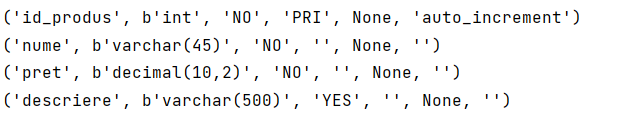 ('id_produs', b'int', 'NO', 'PRI', None, 'auto_increment')
('nume', b'varchar(45)', 'NO', '', None, '')
('pret', b'decimal(10,2)', 'NO', '', None, '')
('descriere', b'varchar(500)', 'YES', '', None, '')